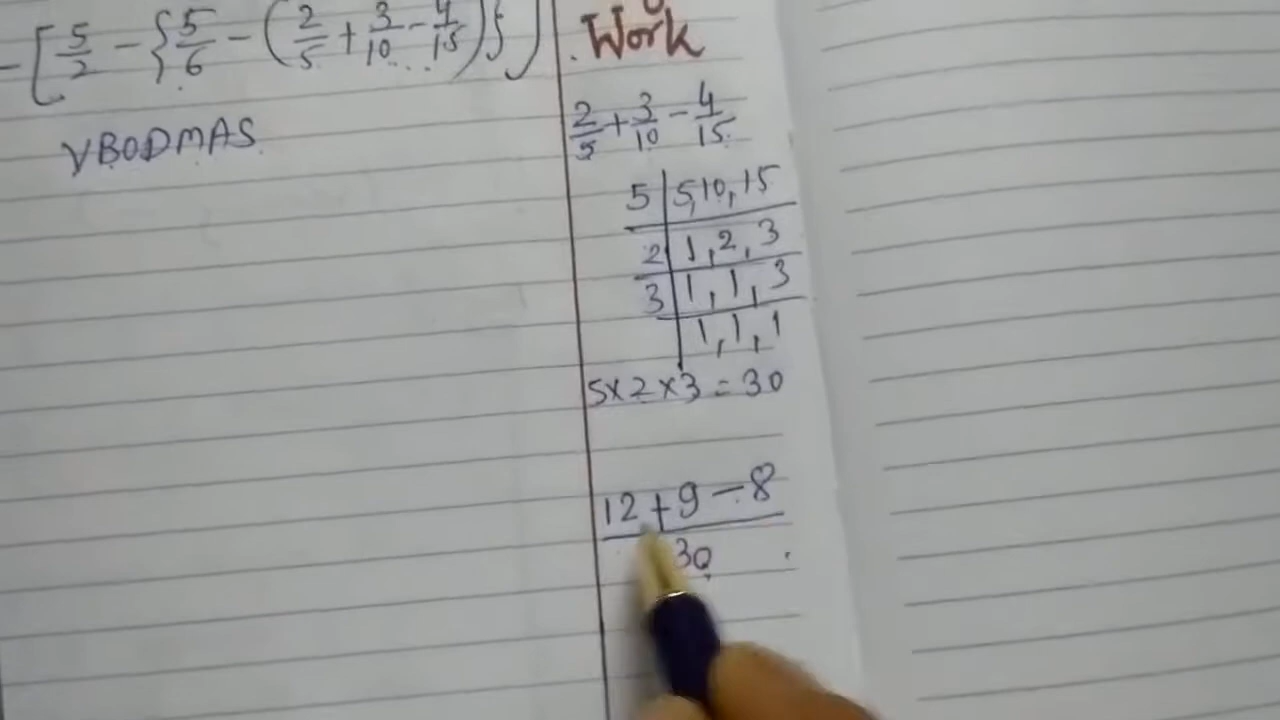 - [5/2 - {5/6 - (2/5 + 3/10 - 4/15)}]
VBODMAS
Work
2/5 + 3/10 - 4/15
5 | 5, 10, 15
2 | 1, 2, 3
3 | 1, 1, 3
1, 1, 1
5 × 2 × 3 = 30
12 + 9 - 8
30